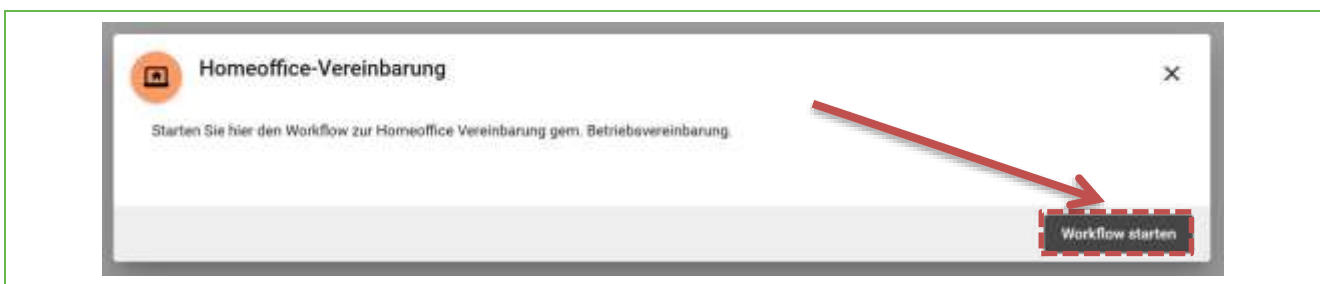 Homeoffice-Vereinbarung
Starten Sie hier den Workflow zur Homeoffice Vereinbarung gem. Betriebsvereinbarung.
Workflow starten